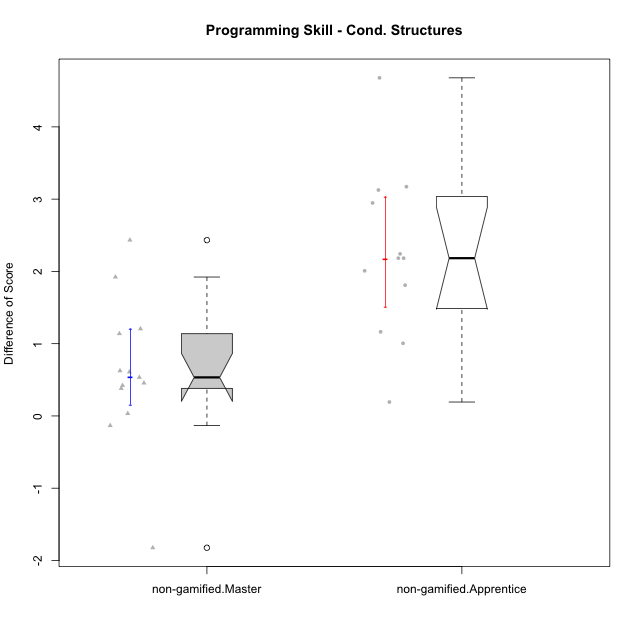 Programming Skill - Cond. Structures
Difference of Score
4
3
2
1
0
-1
-2
non-gamified.Master
non-gamified.Apprentice